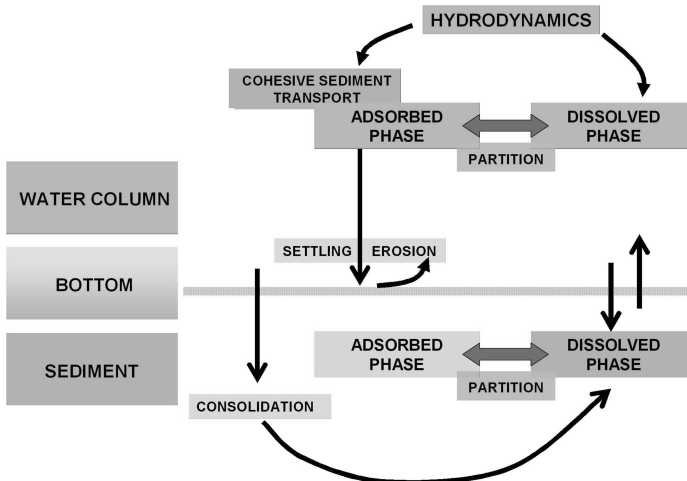 HYDRODYNAMICS
COHESIVE SEDIMENT
TRANSPORT
ADSORBED
PHASE
DISSOLVED
PHASE
PARTITION
WATER COLUMN
SETTLING
EROSION
BOTTOM
ADSORBED
PHASE
DISSOLVED
PHASE
SEDIMENT
PARTITION
CONSOLIDATION